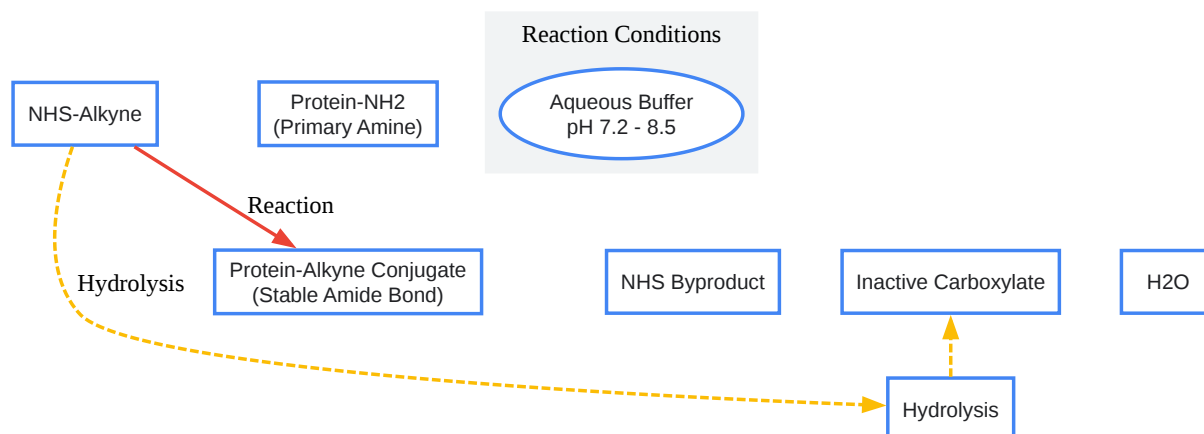 Reaction Conditions
NHS-Alkyne
Protein-NH2
(Primary Amine)
Aqueous Buffer
pH 7.2 - 8.5
Reaction
Hydrolysis
Protein-Alkyne Conjugate
(Stable Amide Bond)
NHS Byproduct
Inactive Carboxylate
H2O
Hydrolysis